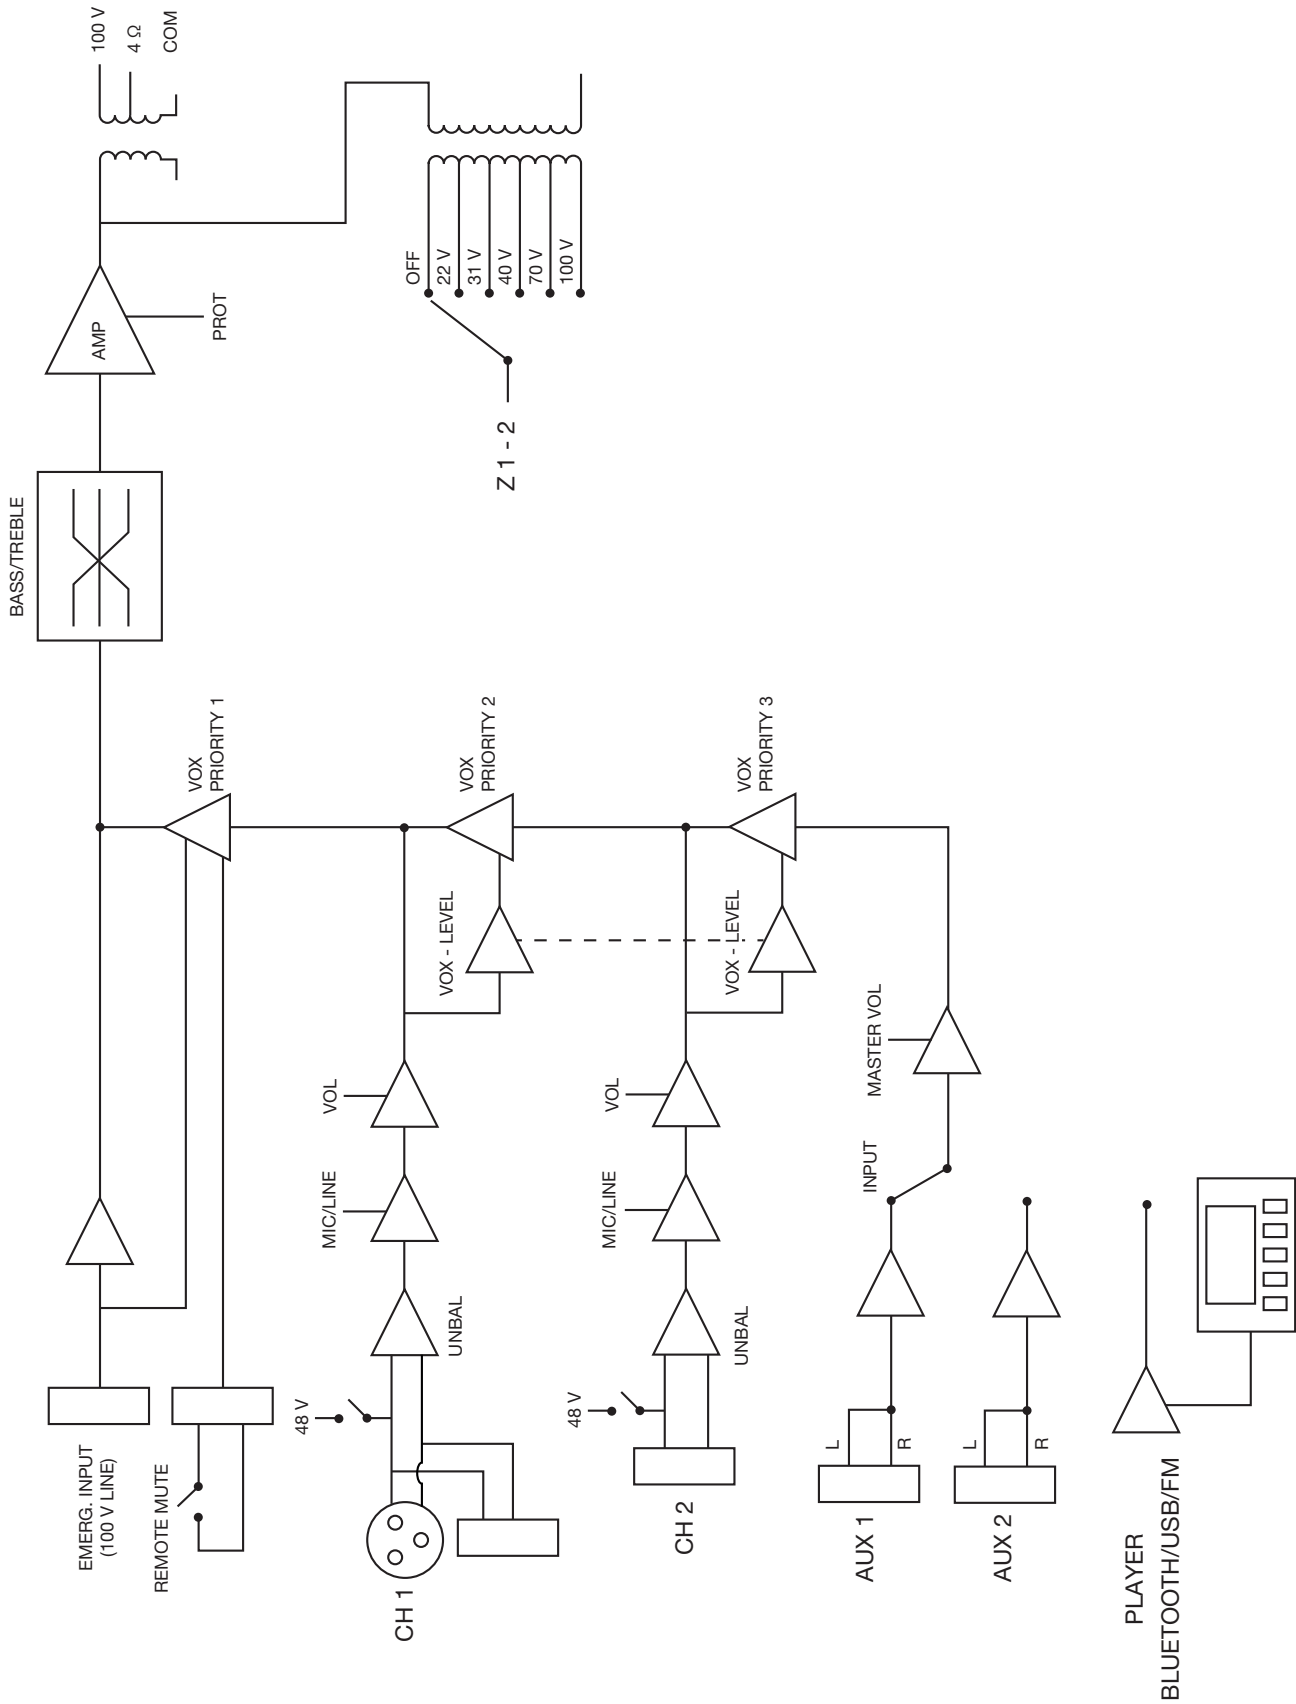 EMERG. INPUT
(100 V LINE)
REMOTE MUTE
BASS/TREBLE
AMP
PROT
100 V
4 Ω
COM
VOX
PRIORITY 1
OFF
22 V
31 V
40 V
70 V
100 V
Z 1 - 2
CH 1
48 V
UNBAL
MIC/LINE
VOL
VOX - LEVEL
VOX
PRIORITY 2
CH 2
48 V
UNBAL
MIC/LINE
VOL
VOX - LEVEL
VOX
PRIORITY 3
AUX 1
L
R
INPUT
MASTER VOL
AUX 2
L
R
PLAYER
BLUETOOTH/USB/FM